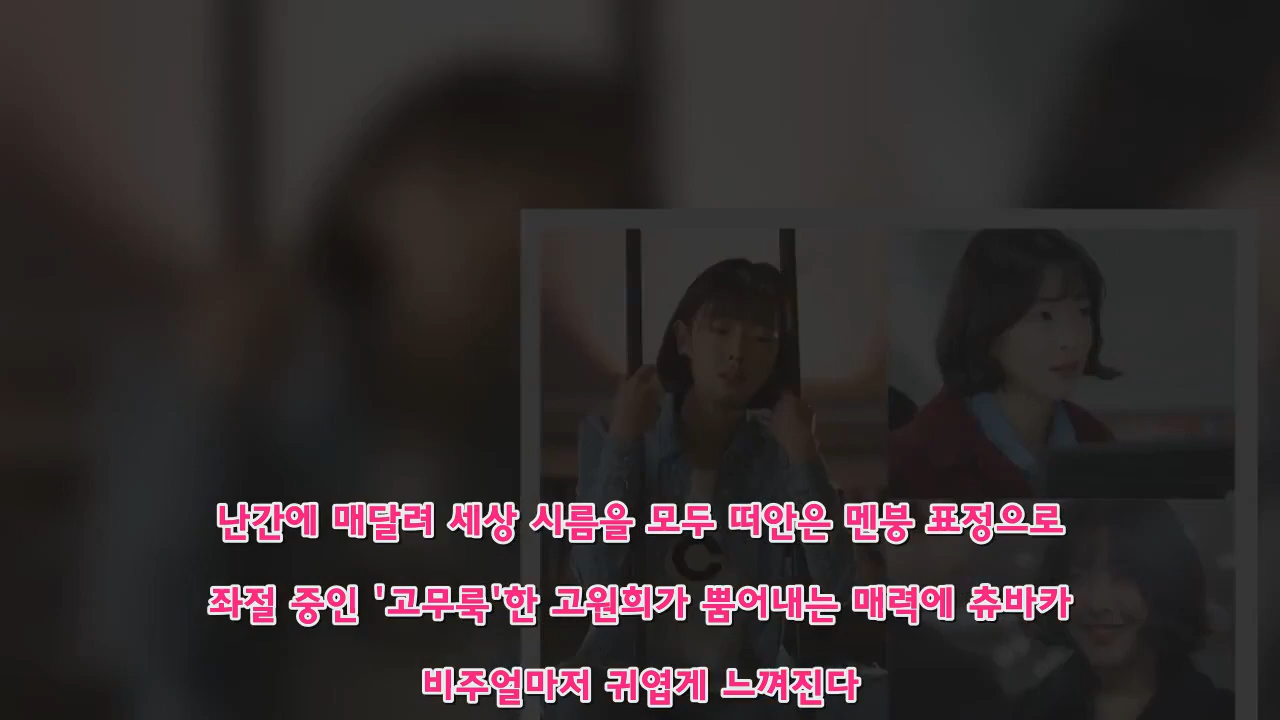 난간에 매달려 세상 시름을 모두 떠안은 멘붕 표정으로
좌절 중인 '고무룩'한 고원희가 뿜어내는 매력에 츄바카
비주얼마저 귀엽게 느껴진다